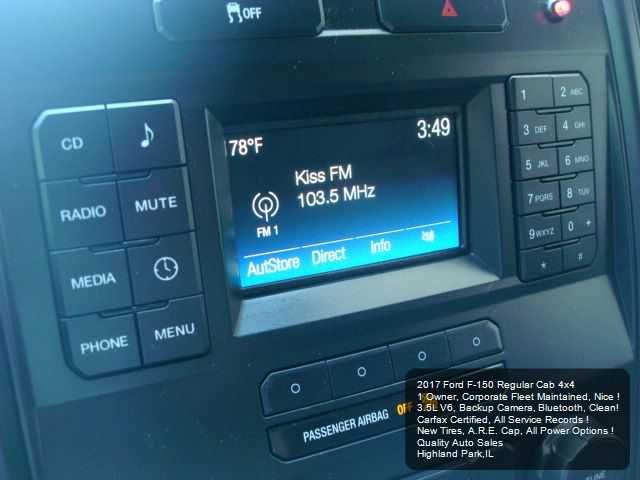 OFF
CD
RADIO
MUTE
MEDIA
PHONE
MENU
78°F
3:49
Kiss FM
103.5 MHz
FM 1
AutStore Direct Info
1
2 ABC
3 DEF
4 GHI
5 JKL
6 MNO
7 PQRS
8 TUV
9 WXYZ
0 +
*
#
PASSENGER AIRBAG OFF
TUNE
2017 Ford F-150 Regular Cab 4x4
1 Owner, Corporate Fleet Maintained, Nice !
3.5L V6, Backup Camera, Bluetooth, Clean!
Carfax Certified, All Service Records !
New Tires, A.R.E. Cap, All Power Options !
Quality Auto Sales
Highland Park,IL